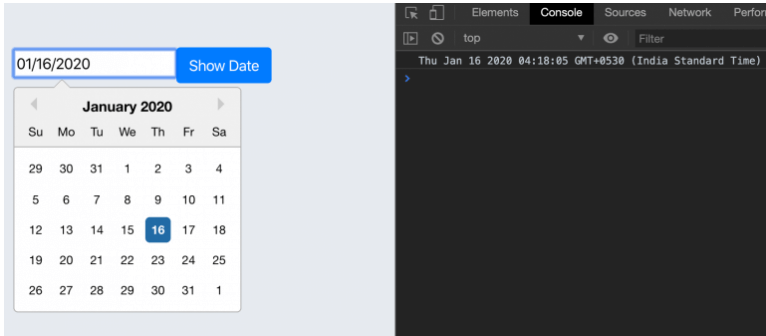 01/16/2020
Show Date
January 2020
Su Mo Tu We Th Fr Sa
29 30 31 1 2 3 4
5 6 7 8 9 10 11
12 13 14 15 16 17 18
19 20 21 22 23 24 25
26 27 28 29 30 31 1
Elements Console Sources Network Perfor
top Filter
Thu Jan 16 2020 04:18:05 GMT+0530 (India Standard Time)